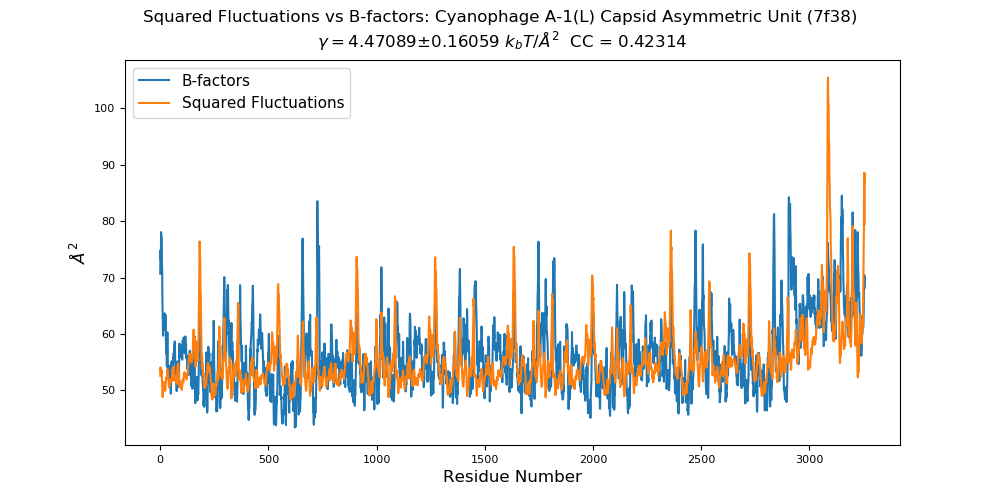 Squared Fluctuations vs B-factors: Cyanophage A-1(L) Capsid Asymmetric Unit (7f38)
γ = 4.47089±0.16059 k_bT/Å^2 CC = 0.42314
B-factors
Squared Fluctuations
100
90
80
70
60
50
Å^2
0 500 1000 1500 2000 2500 3000
Residue Number